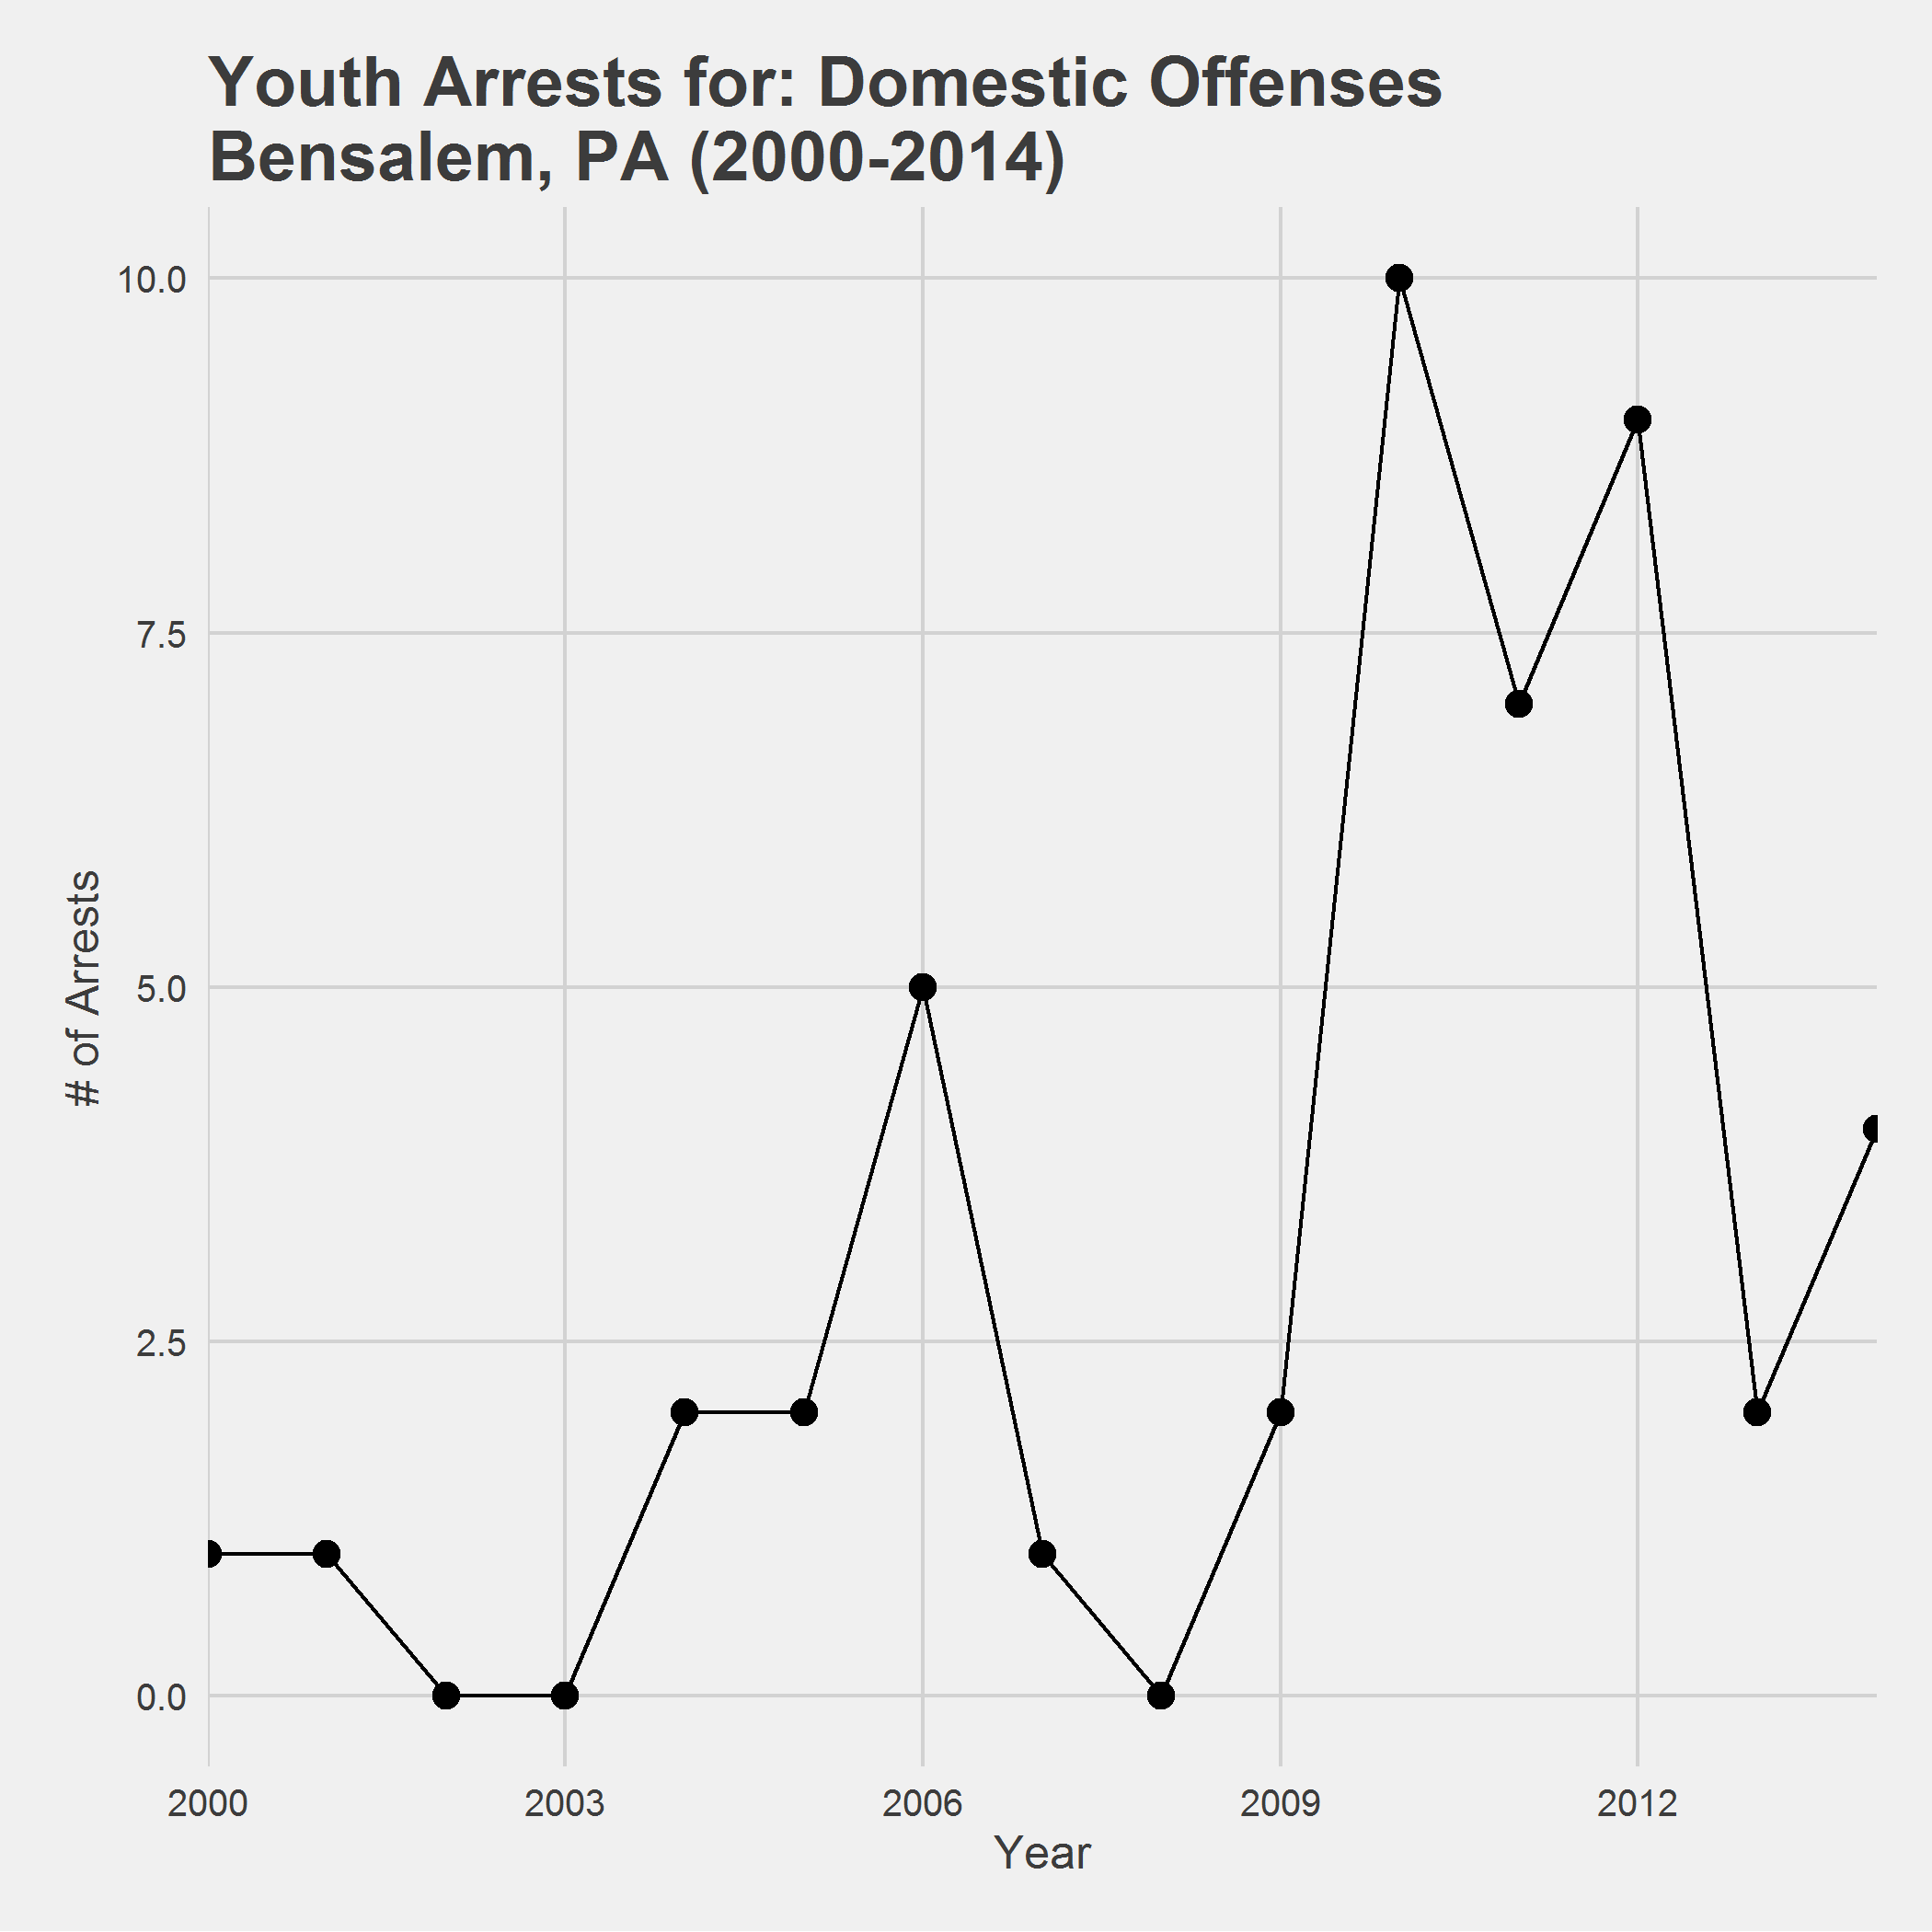 Youth Arrests for: Domestic Offenses
Bensalem, PA (2000-2014)
10.0
7.5
5.0
2.5
0.0
# of Arrests
2000
2003
2006
2009
2012
Year